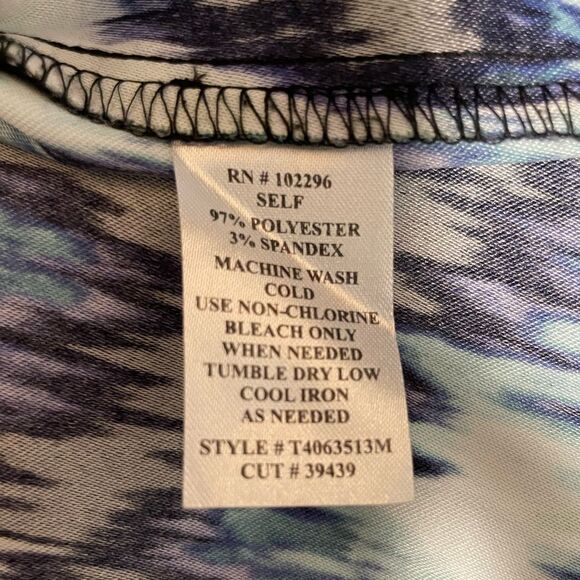 RN # 102296
SELF
97% POLYESTER
3% SPANDEX
MACHINE WASH
COLD
USE NON-CHLORINE
BLEACH ONLY
WHEN NEEDED
TUMBLE DRY LOW
COOL IRON
AS NEEDED
STYLE # T4063513M
CUT # 39439